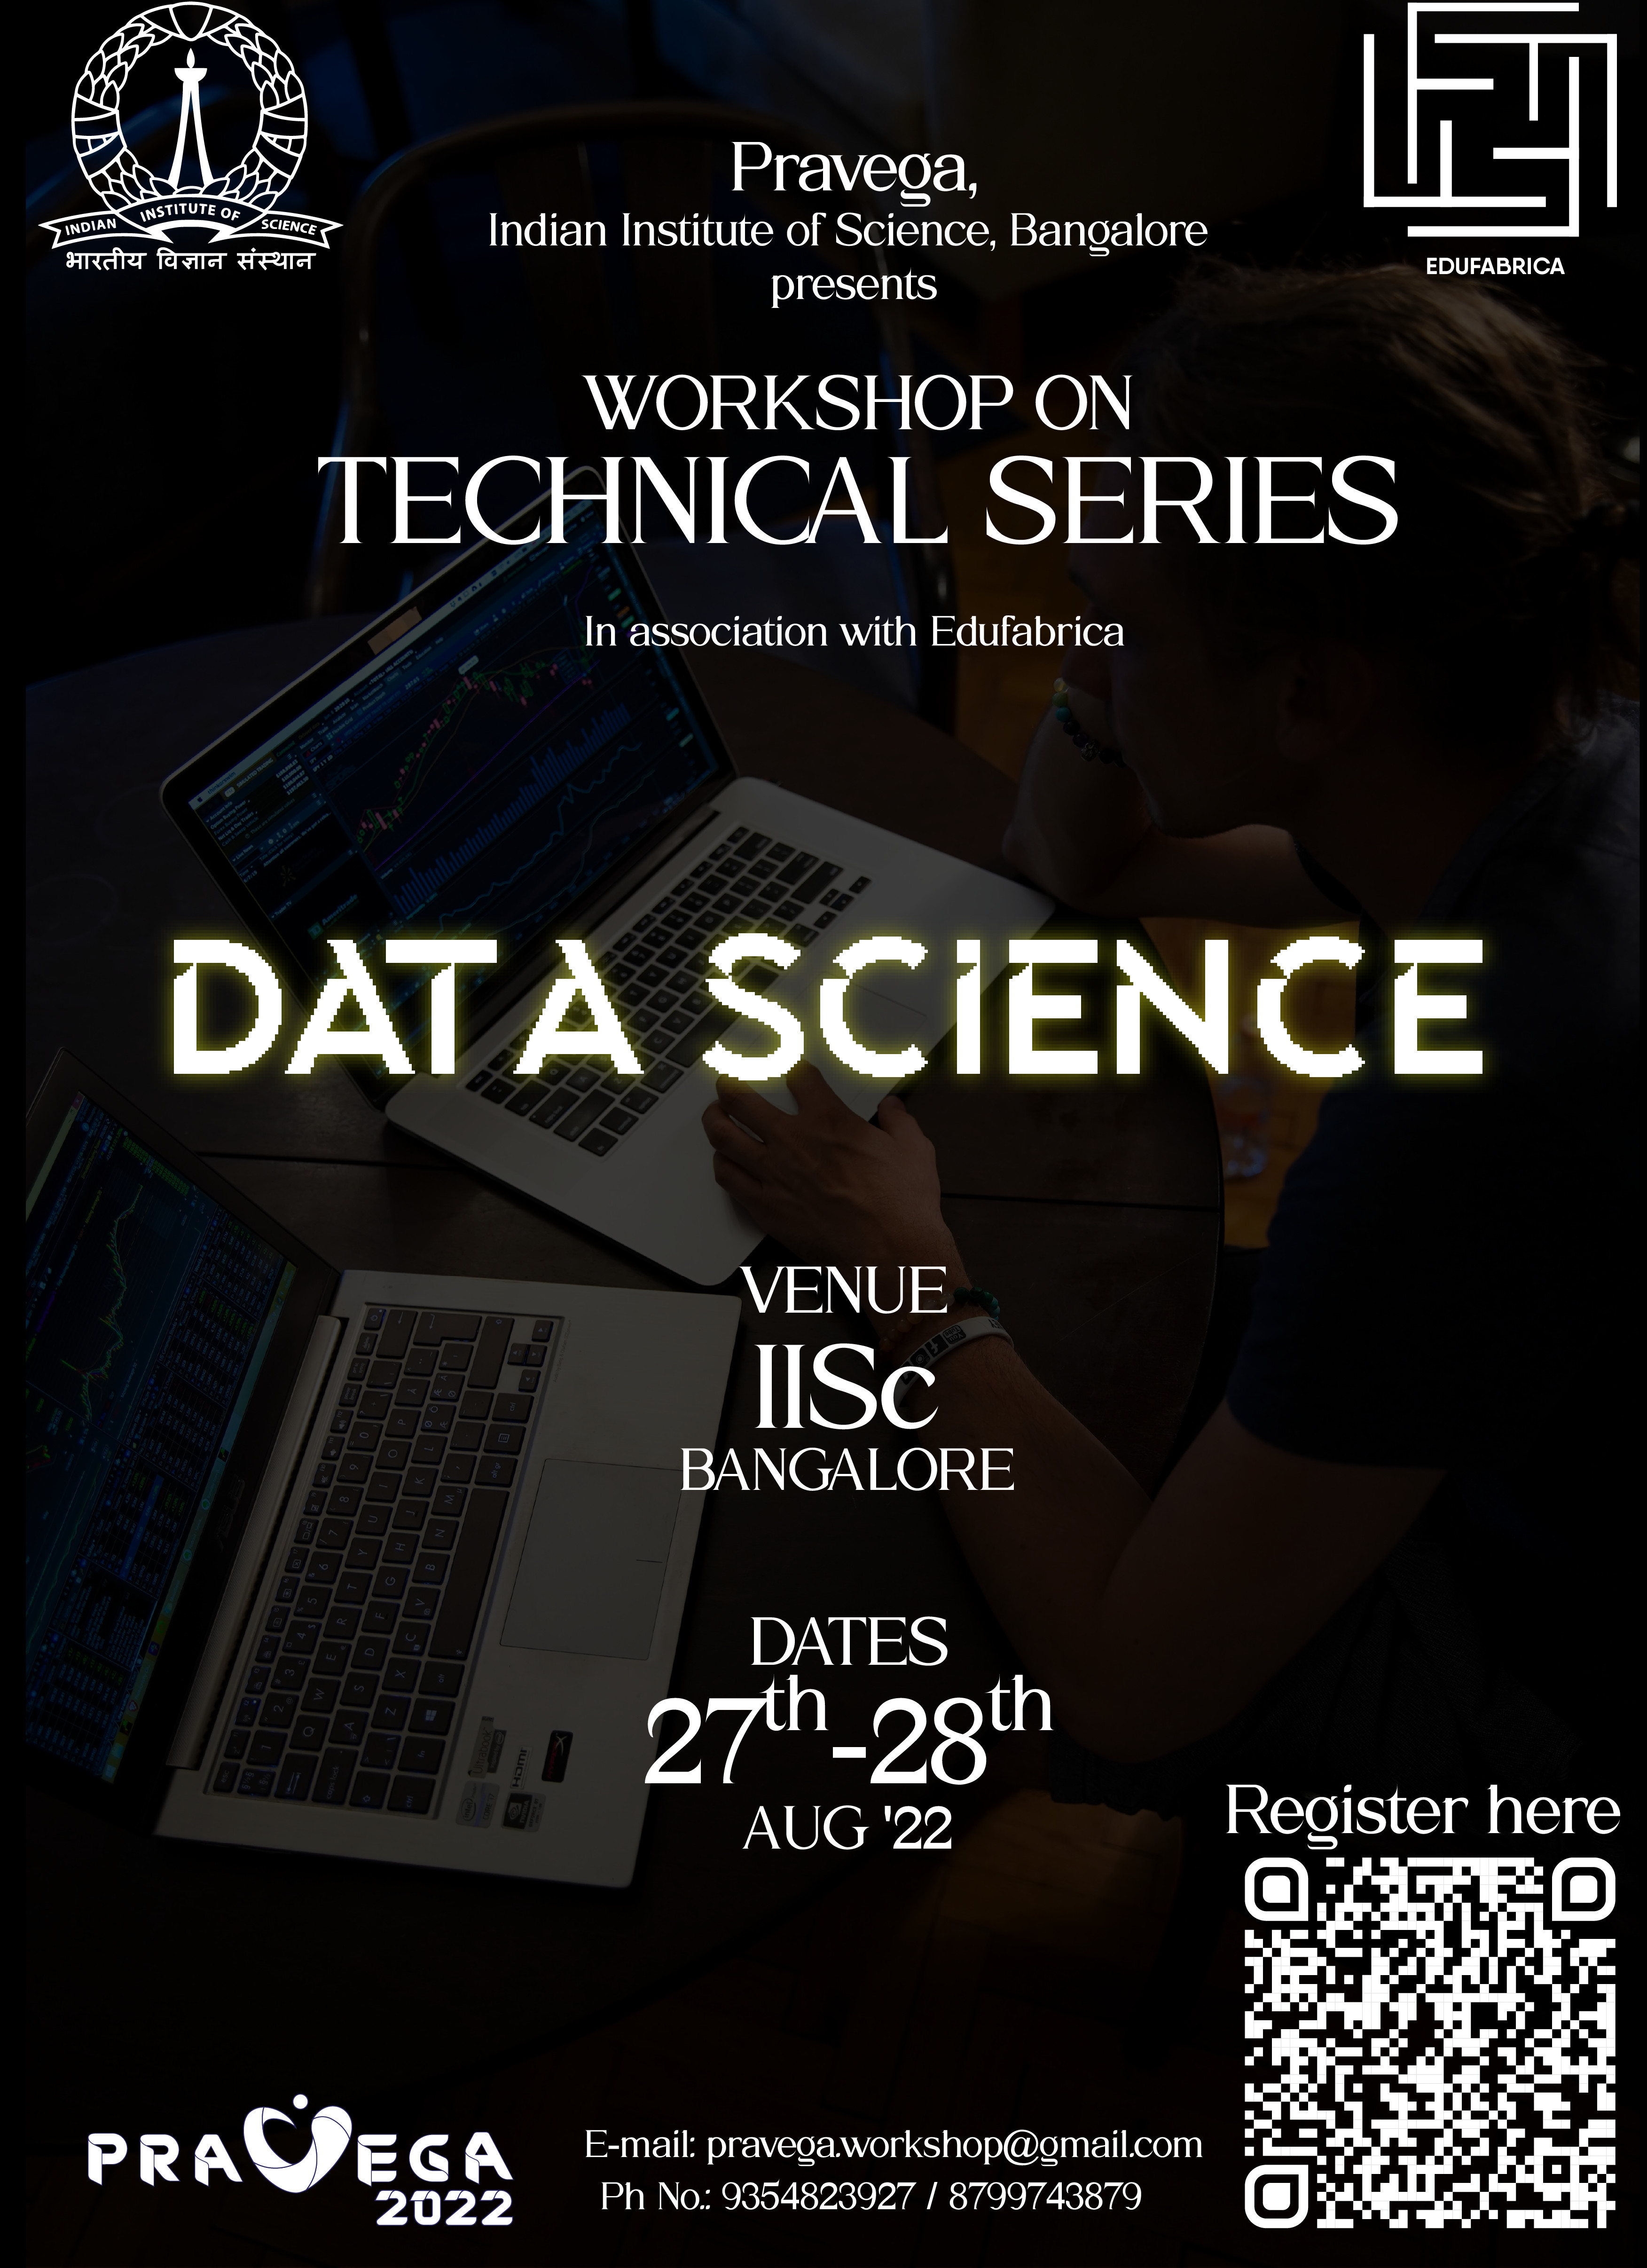 INDIAN INSTITUTE OF SCIENCE
भारतीय विज्ञान संस्थान
EDUFABRICA
Pravega,
Indian Institute of Science, Bangalore
presents
WORKSHOP ON
TECHNICAL SERIES
In association with Edufabrica
DATA SCIENCE
VENUE
IISc
BANGALORE
DATES
27th-28th
AUG '22
Register here
PRAVEGA
2022
E-mail: pravega.workshop@gmail.com
Ph No.: 9354823927 / 8799743879